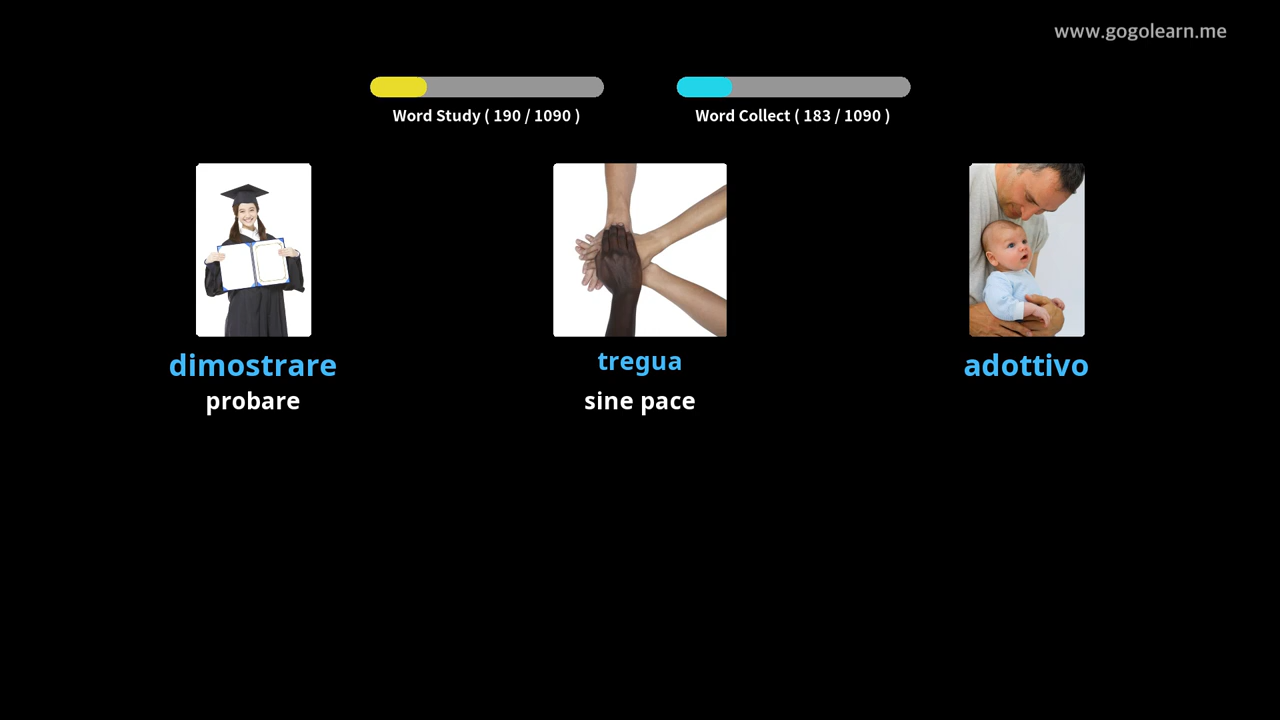 www.gogolearn.me
Word Study ( 190 / 1090 )
Word Collect ( 183 / 1090 )
dimostrare
probare
tregua
sine pace
adottivo